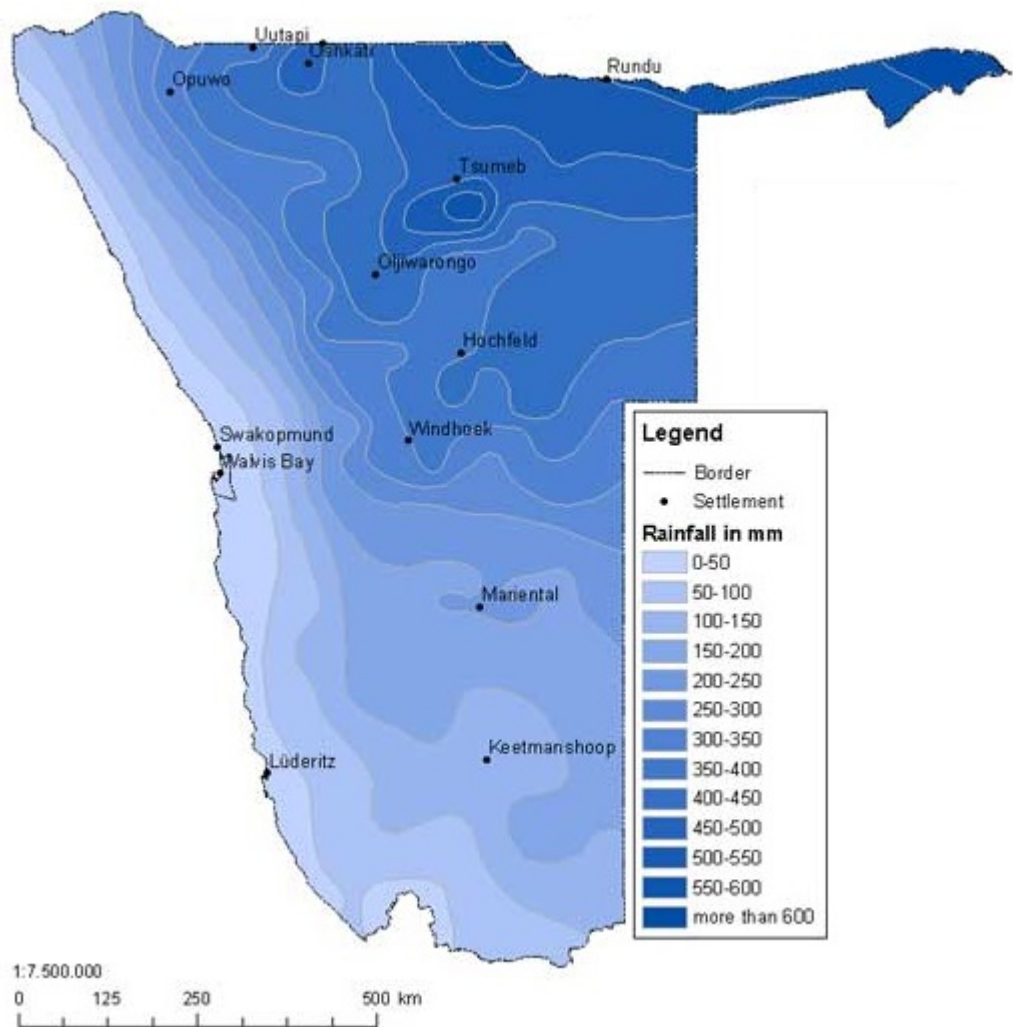 Uutapi
Oshkati
Opuwo
Rundu
Tsumeb
Oljiwarongo
Hochfeld
Swakopmund
Windhoek
Walvis Bay
Mariental
Keetmanshoop
Lüderitz
Legend
Border
Settlement
Rainfall in mm
0-50
50-100
100-150
150-200
200-250
250-300
300-350
350-400
400-450
450-500
500-550
550-600
more than 600
1:7.500.000
0 125 250 500 km